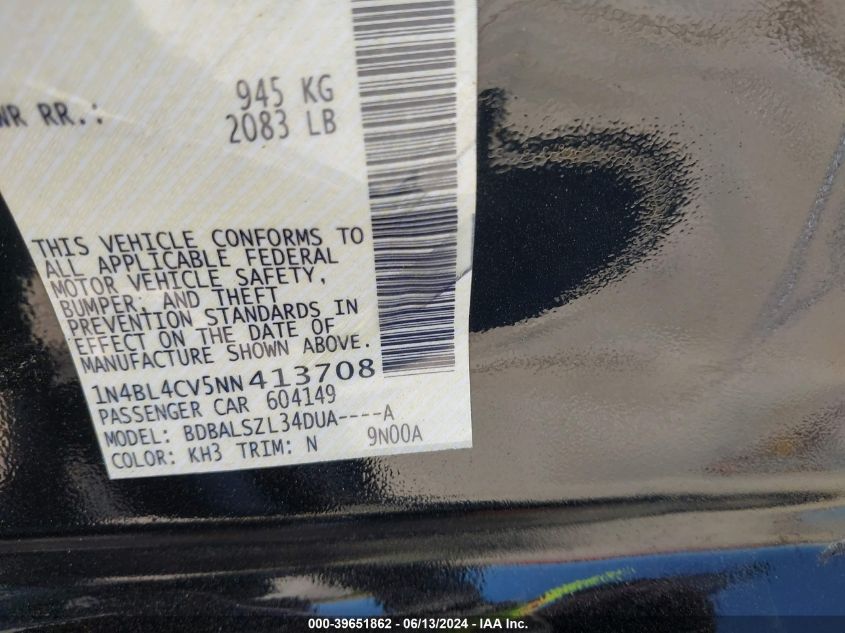 WR RR.: 945 KG
2083 LB
THIS VEHICLE CONFORMS TO
ALL APPLICABLE FEDERAL
MOTOR VEHICLE SAFETY,
BUMPER, AND THEFT
PREVENTION STANDARDS IN
EFFECT ON THE DATE OF
MANUFACTURE SHOWN ABOVE.
1N4BL4CV5NN413708
PASSENGER CAR 604149
MODEL: BDBALSZL34DUA----A
COLOR: KH3 TRIM: N 9N00A
000-39651862 - 06/13/2024 - IAA Inc.